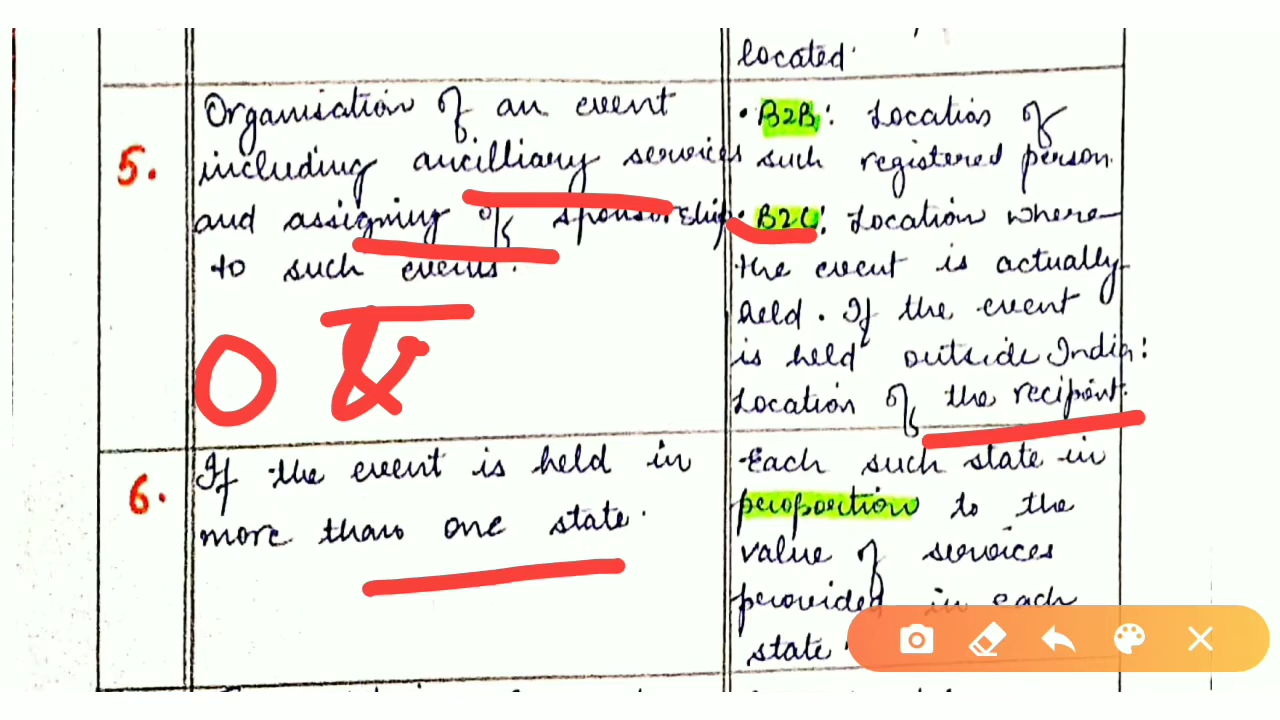 located.
5.
Organisation of an event
including ancilliary services
and assigning of sponsorship
to such events.
• B2B: Location of
such registered person.
• B2C: Location where
the event is actually
held. If the event
is held outside India:
Location of the recipient.
O &
6.
If the event is held in
more than one state.
Each such state in
proportion to the
value of services
provided in each
state.